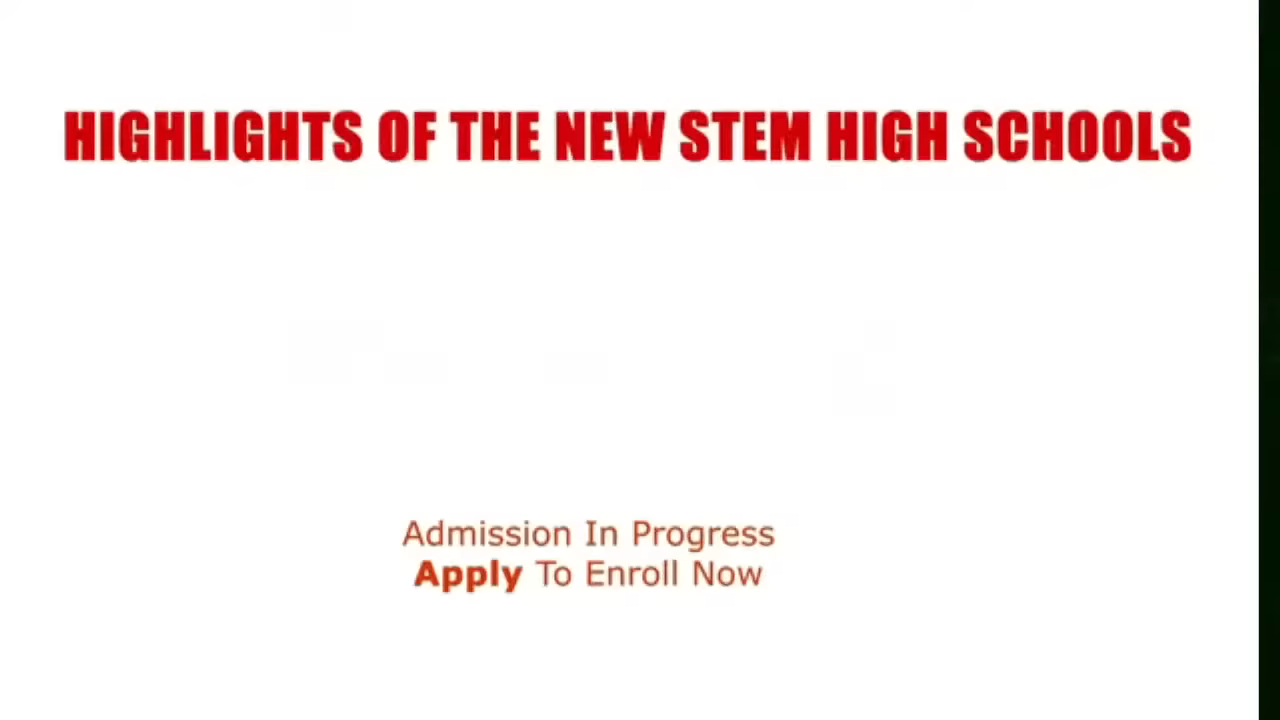 HIGHLIGHTS OF THE NEW STEM HIGH SCHOOLS
Admission In Progress
Apply To Enroll Now